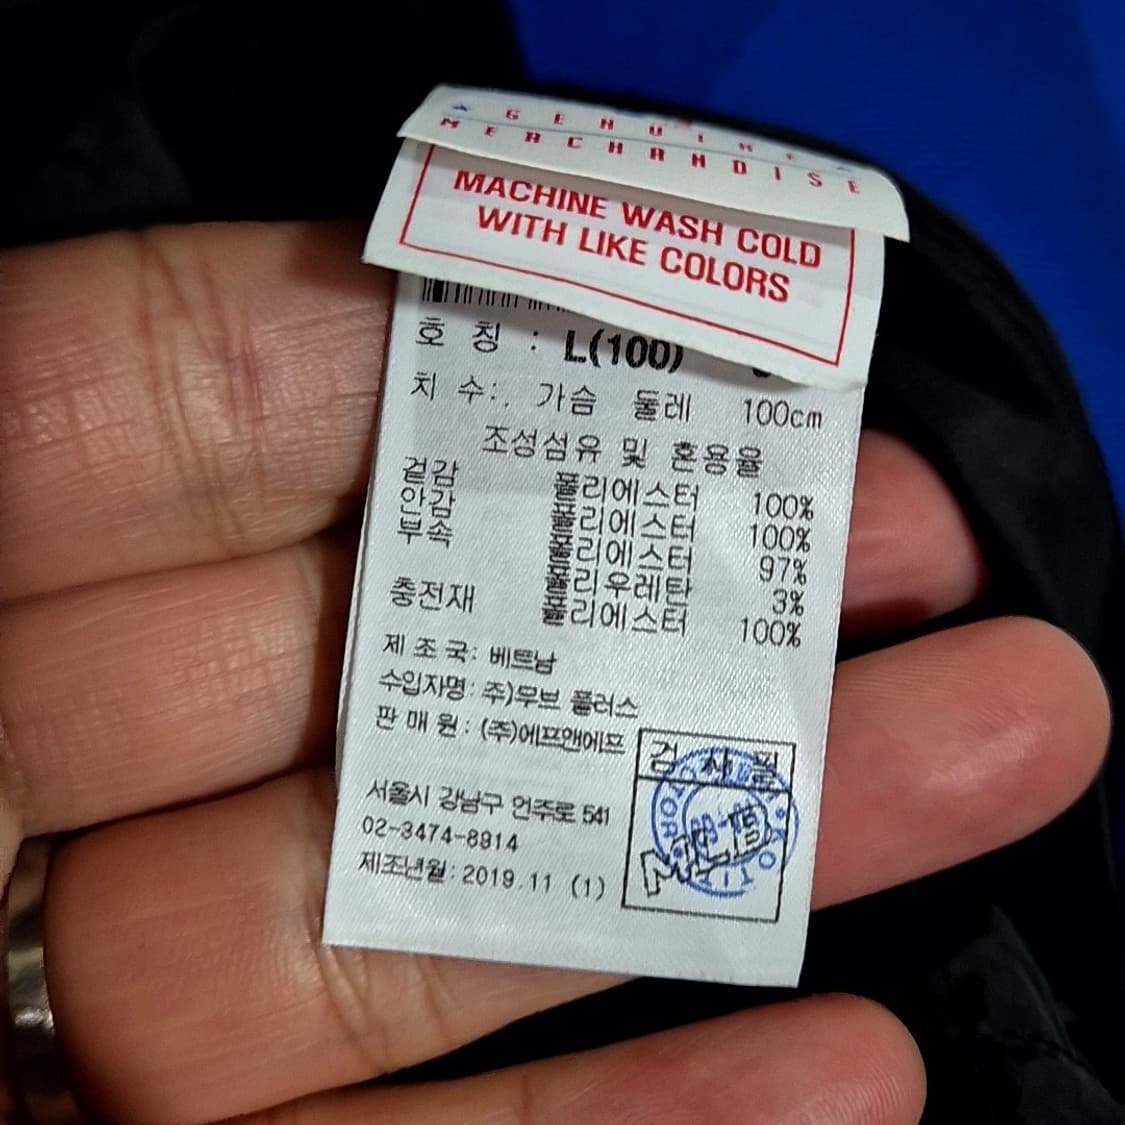 GENUINE
MERCHANDISE
MACHINE WASH COLD
WITH LIKE COLORS
호 칭 : L(100)
치 수:. 가슴 둘레 100cm
조성섬유 및 혼용율
겉감 폴리에스터 100%
안감 폴리에스터 100%
부속 폴리에스터 97%
폴리우레탄 3%
충전재 폴리에스터 100%
제 조 국: 베트남
수입자명: 주)무브 플러스
판 매 원: (주)에프앤에프
검 사 필
MLB
서울시 강남구 언주로 541
02-3474-8914
제조년월: 2019.11 (1)